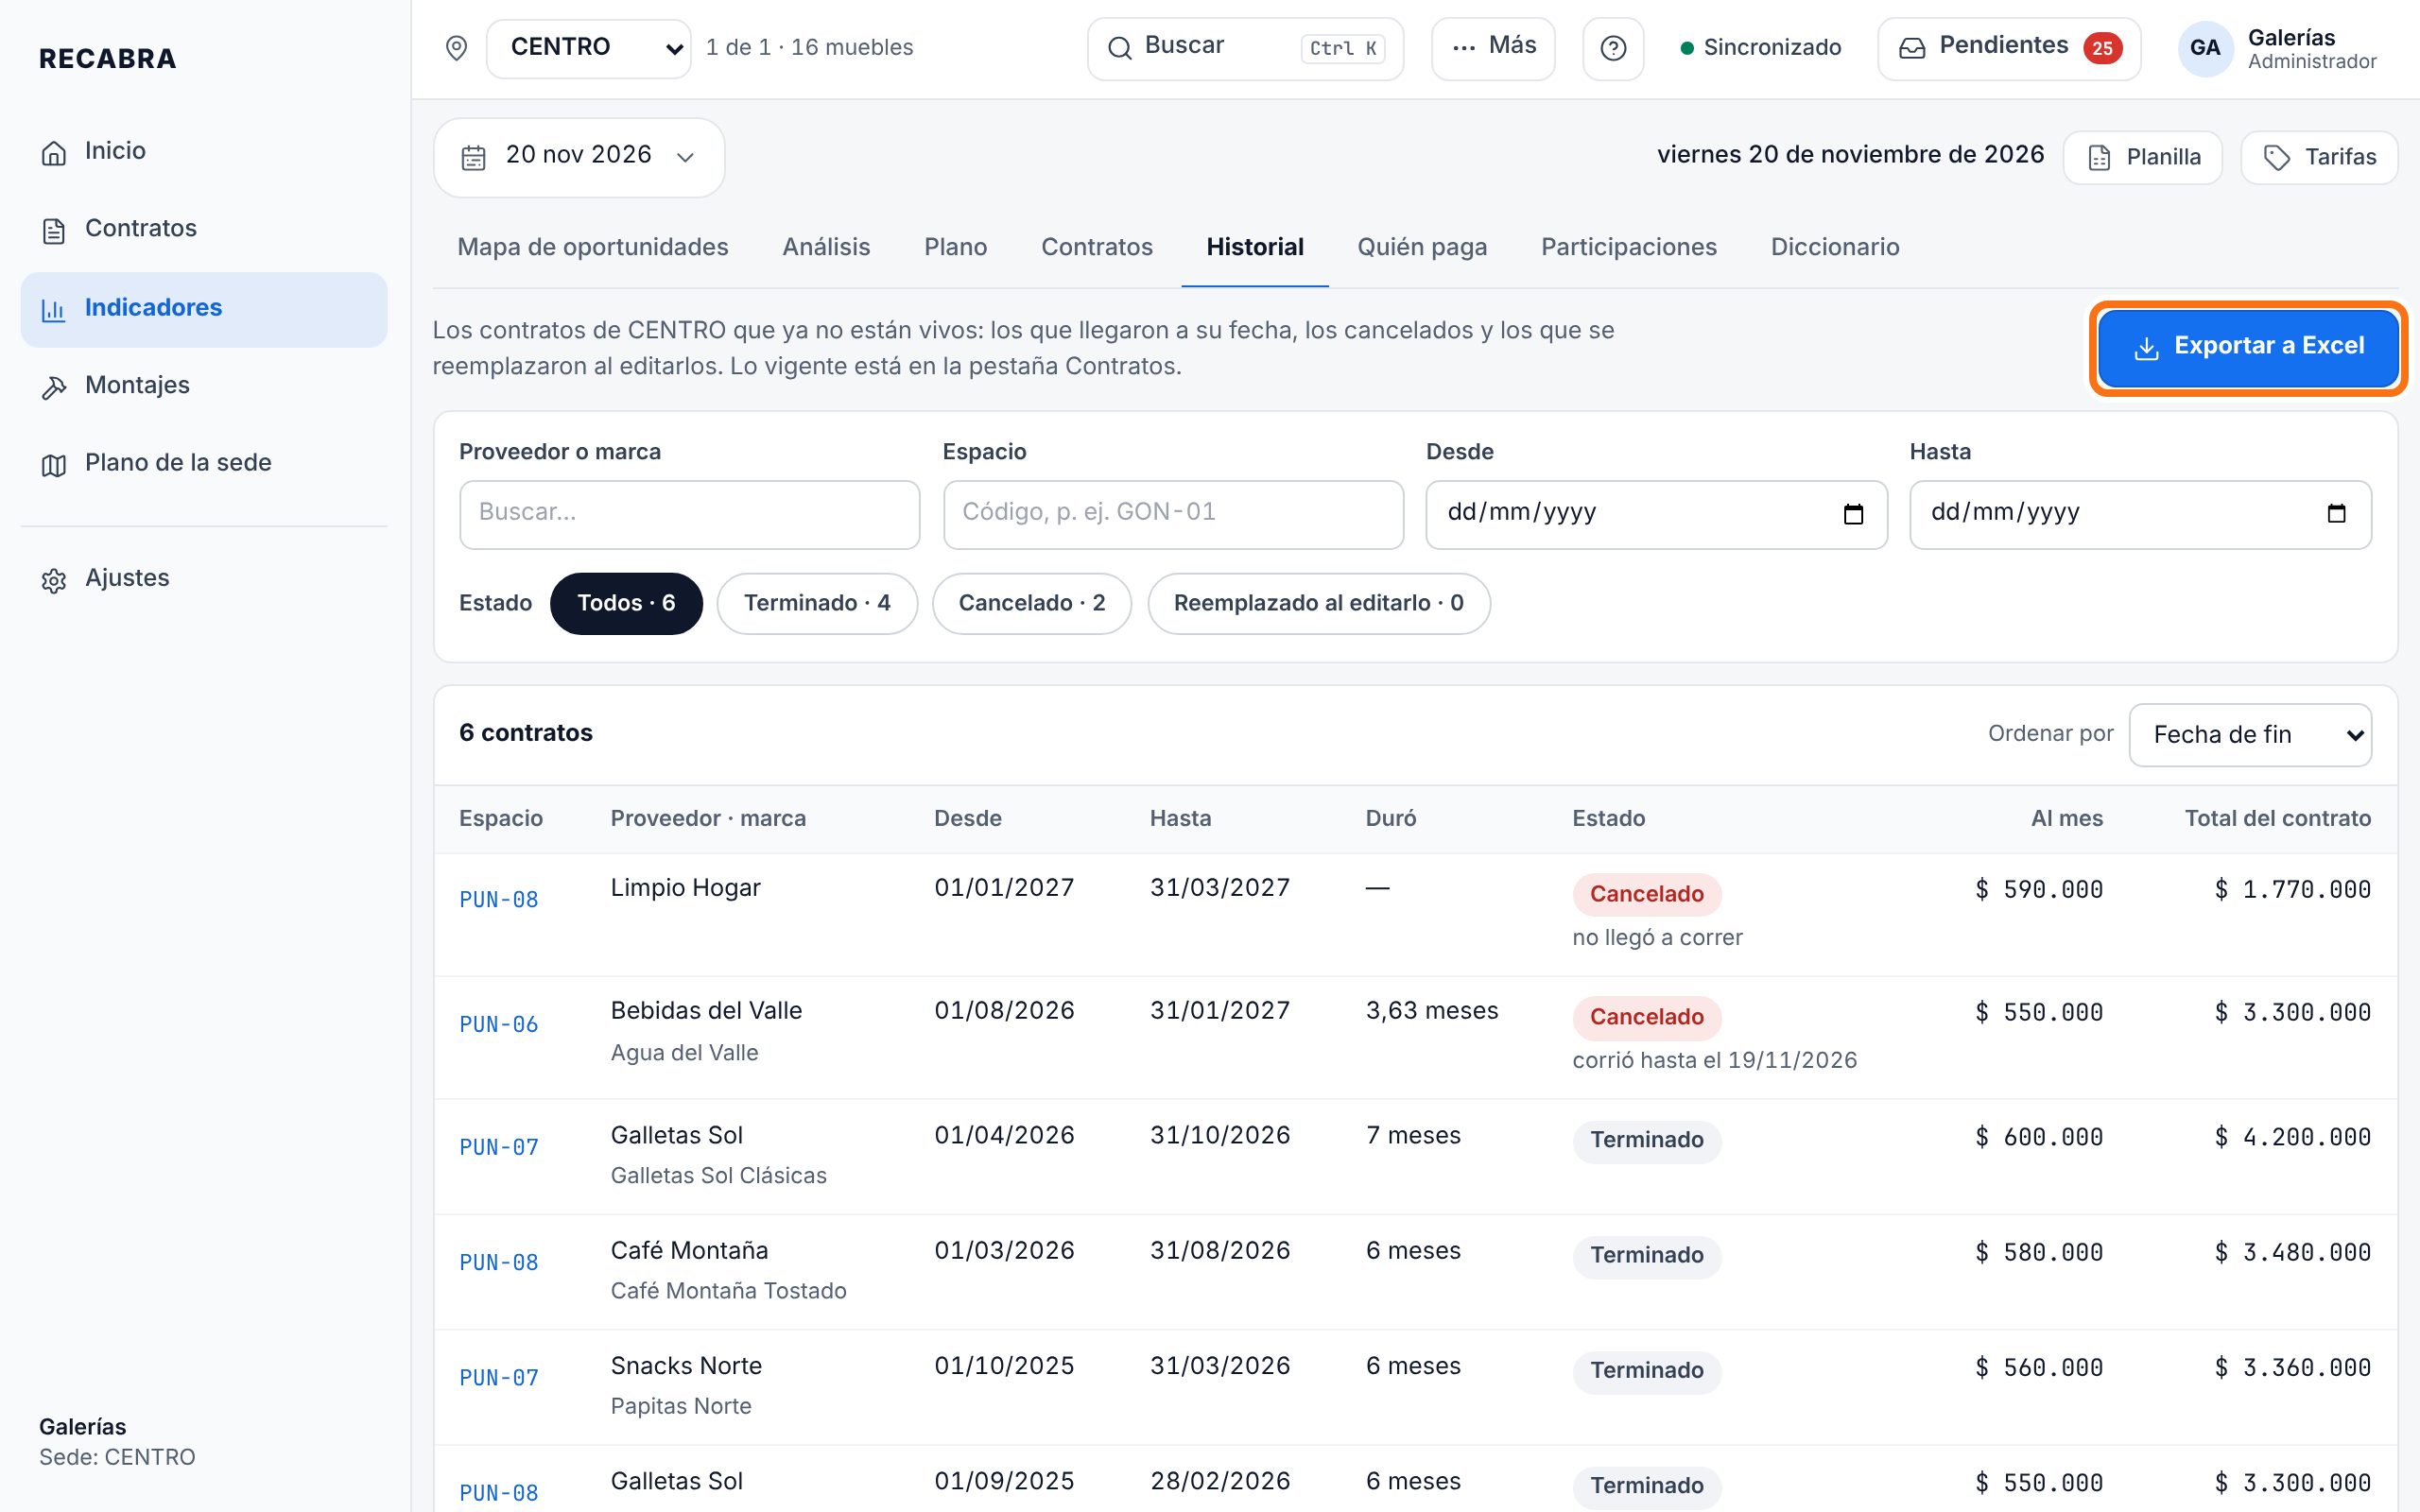 RECABRA
CENTRO
1 de 1 · 16 muebles
Buscar
Ctrl K
Más
Sincronizado
Pendientes
25
GA
Galerías
Administrador
Inicio
Contratos
Indicadores
Montajes
Plano de la sede
Ajustes
Galerías
Sede: CENTRO
20 nov 2026
viernes 20 de noviembre de 2026
Planilla
Tarifas
Mapa de oportunidades
Análisis
Plano
Contratos
Historial
Quién paga
Participaciones
Diccionario
Los contratos de CENTRO que ya no están vivos: los que llegaron a su fecha, los cancelados y los que se
reemplazaron al editarlos. Lo vigente está en la pestaña Contratos.
Exportar a Excel
Proveedor o marca
Espacio
Desde
Hasta
Buscar...
Código, p. ej. GON-01
dd/mm/yyyy
dd/mm/yyyy
Estado
Todos · 6
Terminado · 4
Cancelado · 2
Reemplazado al editarlo · 0
6 contratos
Ordenar por
Fecha de fin
Espacio Proveedor · marca Desde Hasta Duró Estado Al mes Total del contrato
PUN-08 Limpio Hogar 01/01/2027 31/03/2027 — Cancelado $ 590.000 $ 1.770.000
no llegó a correr
PUN-06 Bebidas del Valle 01/08/2026 31/01/2027 3,63 meses Cancelado $ 550.000 $ 3.300.000
Agua del Valle corrió hasta el 19/11/2026
PUN-07 Galletas Sol 01/04/2026 31/10/2026 7 meses Terminado $ 600.000 $ 4.200.000
Galletas Sol Clásicas
PUN-08 Café Montaña 01/03/2026 31/08/2026 6 meses Terminado $ 580.000 $ 3.480.000
Café Montaña Tostado
PUN-07 Snacks Norte 01/10/2025 31/03/2026 6 meses Terminado $ 560.000 $ 3.360.000
Papitas Norte
PUN-08 Galletas Sol 01/09/2025 28/02/2026 6 meses Terminado $ 550.000 $ 3.300.000